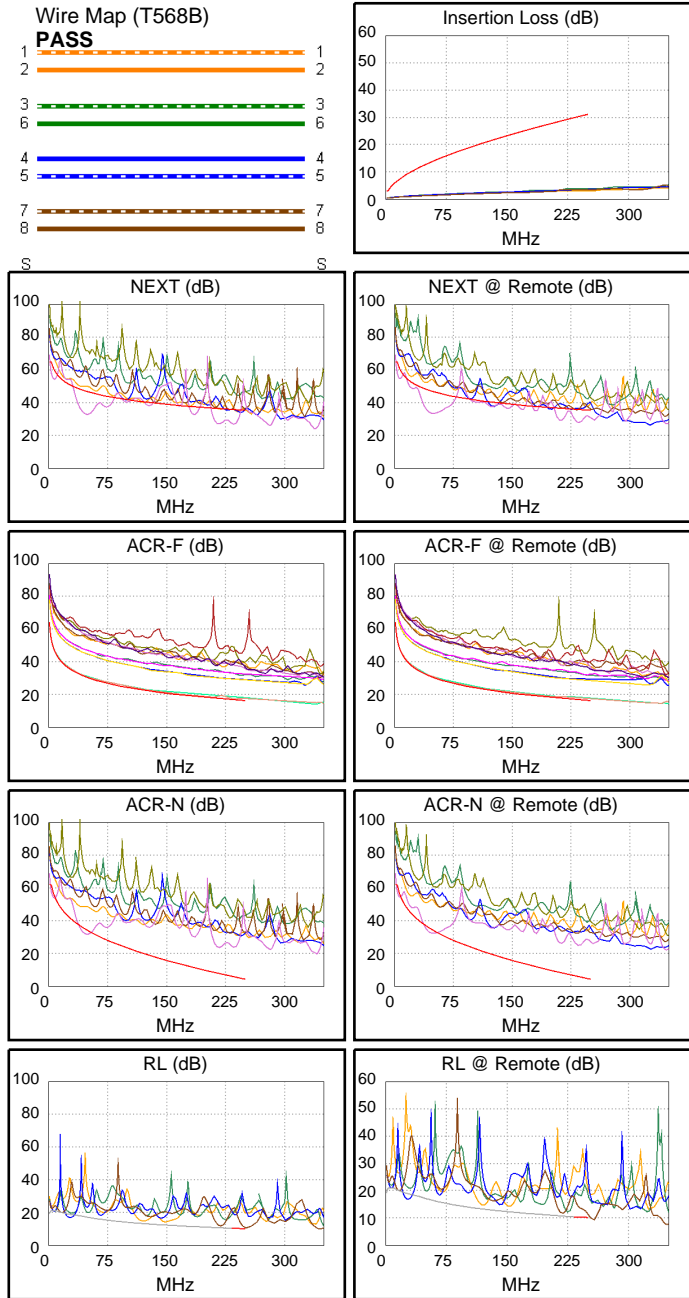 Wire Map (T568B)
PASS
1 1
2 2
3 3
6 6
4 4
5 5
7 7
8 8
S S
Insertion Loss (dB)
60
50
40
30
20
10
0
0 75 150 225 300
MHz
NEXT (dB)
100
80
60
40
20
0
0 75 150 225 300
MHz
NEXT @ Remote (dB)
100
80
60
40
20
0
0 75 150 225 300
MHz
ACR-F (dB)
100
80
60
40
20
0
0 75 150 225 300
MHz
ACR-F @ Remote (dB)
100
80
60
40
20
0
0 75 150 225 300
MHz
ACR-N (dB)
100
80
60
40
20
0
0 75 150 225 300
MHz
ACR-N @ Remote (dB)
100
80
60
40
20
0
0 75 150 225 300
MHz
RL (dB)
100
80
60
40
20
0
0 75 150 225 300
MHz
RL @ Remote (dB)
60
50
40
30
20
10
0
0 75 150 225 300
MHz